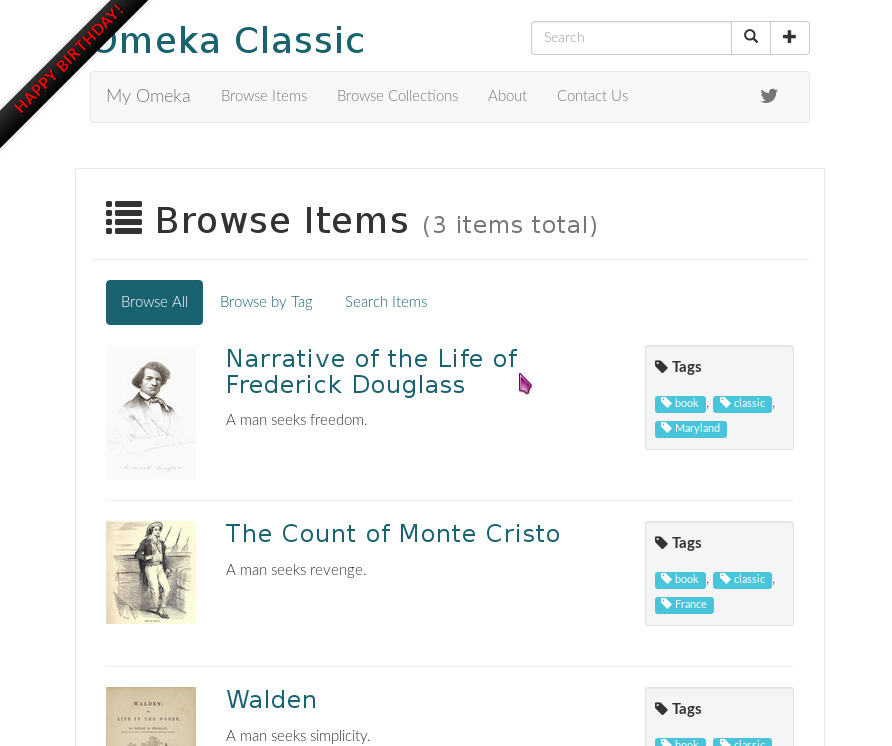 HAPPY BIRTHDAY!
Omeka Classic
Search
My Omeka Browse Items Browse Collections About Contact Us
Browse Items (3 items total)
Browse All Browse by Tag Search Items
Narrative of the Life of
Frederick Douglass
A man seeks freedom.
Tags
book, classic,
Maryland
The Count of Monte Cristo
A man seeks revenge.
Tags
book, classic,
France
WALDEN;
LIFE IN THE WOODS.
Walden
A man seeks simplicity.
Tags
book, classic